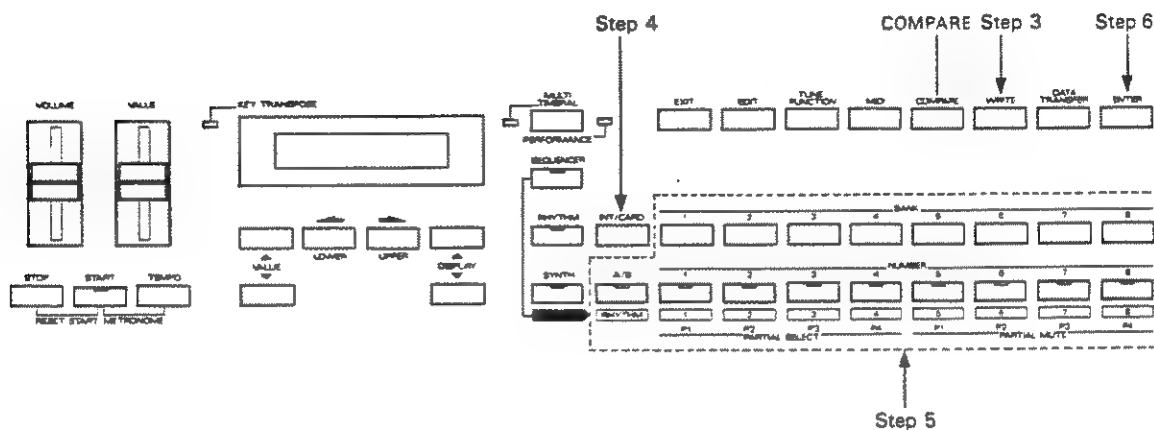 Step 4
COMPARE Step 3
Step 6
VOLUME VALUE
KEY TRANSPOSE
MULTI TIMBRAL
EXIT EDIT TUNE FUNCTION MIDI COMPARE WRITE DATA TRANSFER ENTER
PERFORMANCE
SEQUENCER
BANK
RHYTHM INT/CARD 1 2 3 4 5 6 7 8
VALUE LOWER UPPER DISPLAY
NUMBER
STOP START TEMPO
SYNTH A/B 1 2 3 4 5 6 7 8
RESET START METRONOME
RHYTHM 1 2 3 4 5 6 7 8
P1 P2 P3 P4 P1 P2 P3 P4
PARTIAL SELECT PARTIAL MUTE
Step 5